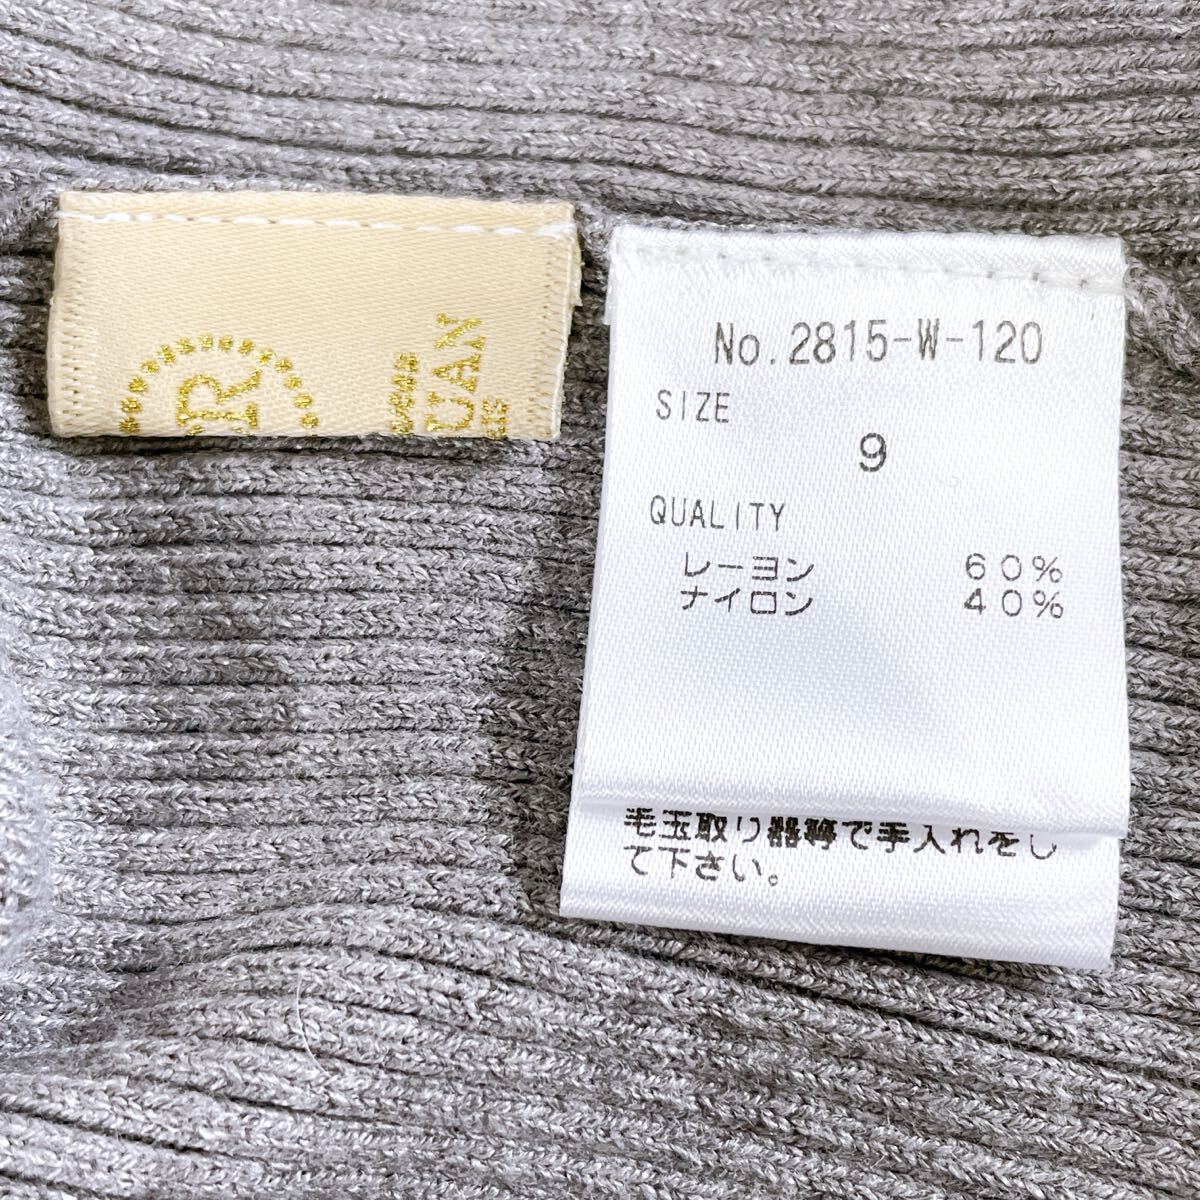 R
UAN
No.2815-W-120
SIZE
9
QUALITY
レーヨン 60%
ナイロン 40%
毛玉取り器等で手入れをし
て下さい。